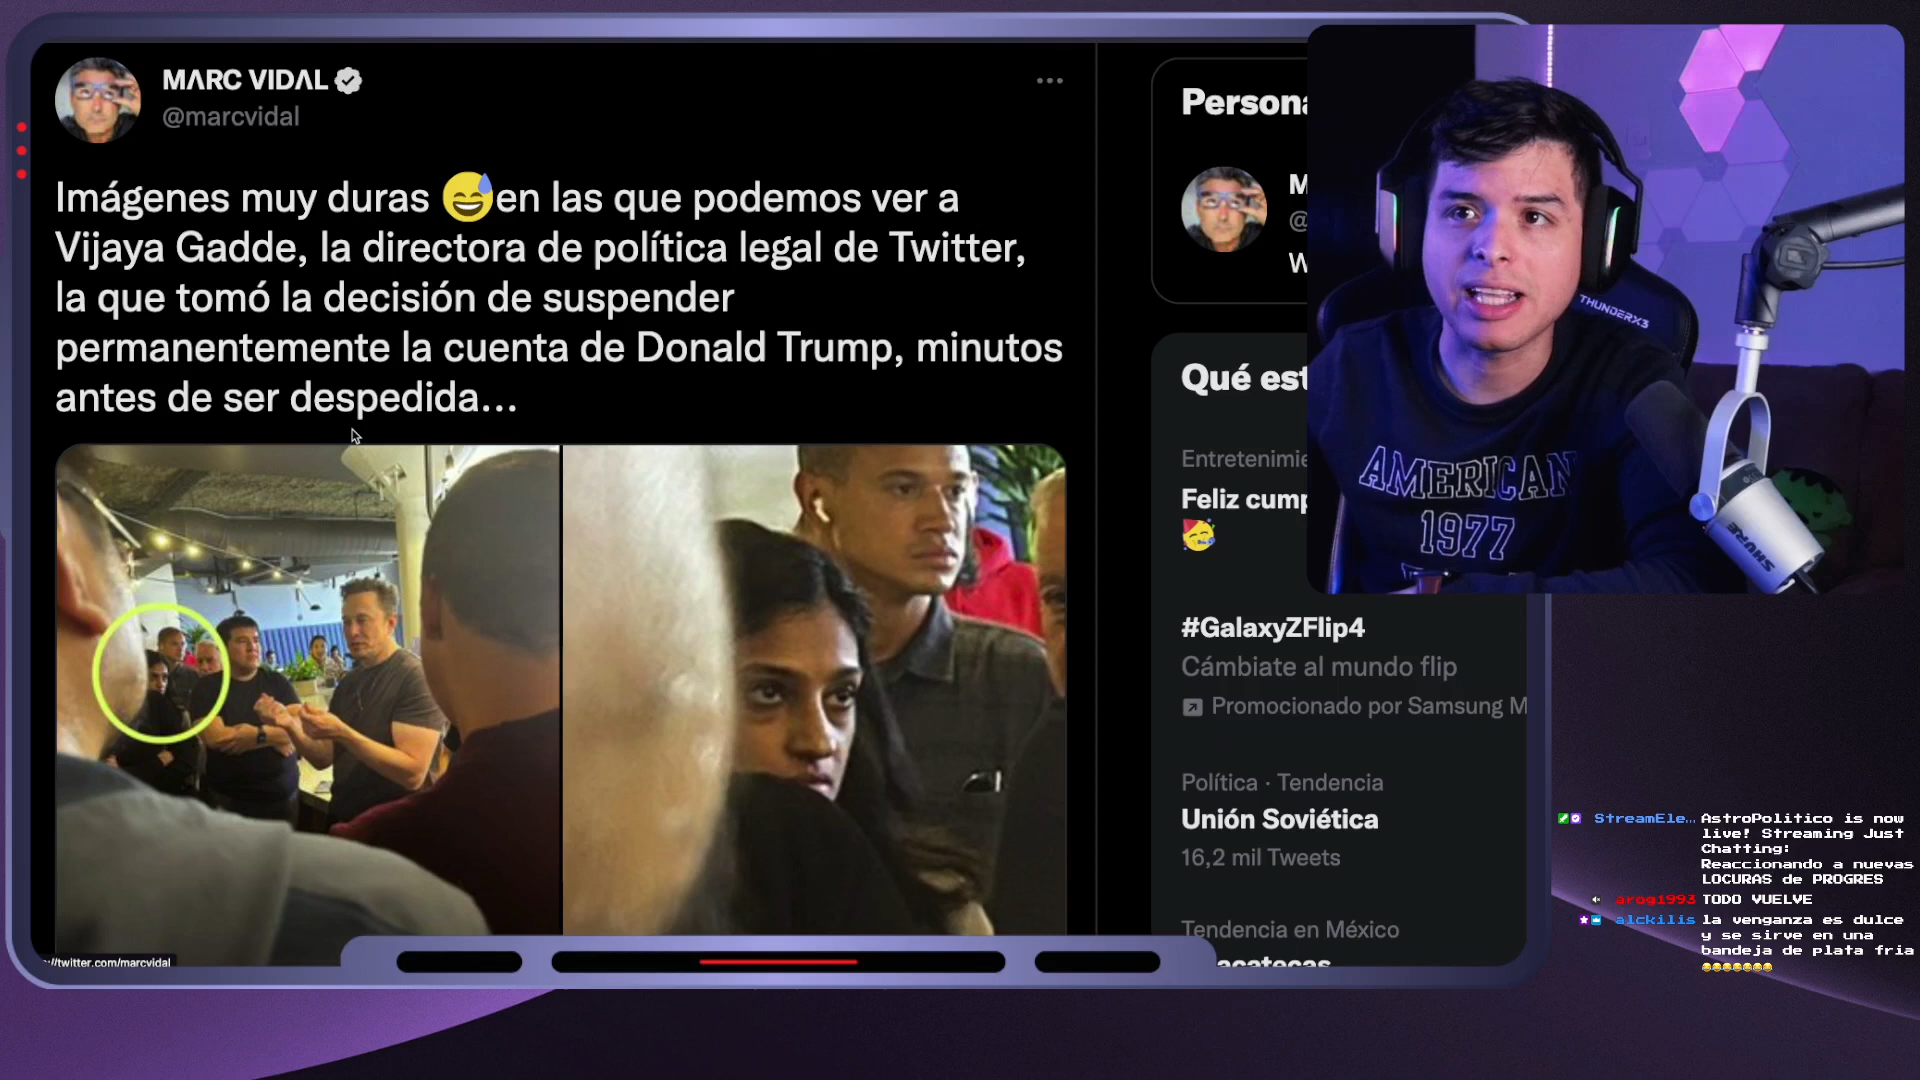 MΛRC VIDΛL
@marcvidal
Imágenes muy duras 😅en las que podemos ver a
Vijaya Gadde, la directora de política legal de Twitter,
la que tomó la decisión de suspender
permanentemente la cuenta de Donald Trump, minutos
antes de ser despedida...
://twitter.com/marcvidal
Persona
M
@
W
Qué est
Entretenimie
Feliz cump
🥳
#GalaxyZFlip4
Cámbiate al mundo flip
Promocionado por Samsung M
Política · Tendencia
Unión Soviética
16,2 mil Tweets
Tendencia en México
acatecas
THUNDERX3
AMERICAN
1977
SHURE
StreamEle... AstroPolitico is now
live! Streaming Just
Chatting:
Reaccionando a nuevas
LOCURAS de PROGRES
arog1993 TODO VUELVE
alckilis la venganza es dulce
y se sirve en una
bandeja de plata fria
😂😂😂😂😂😂😂